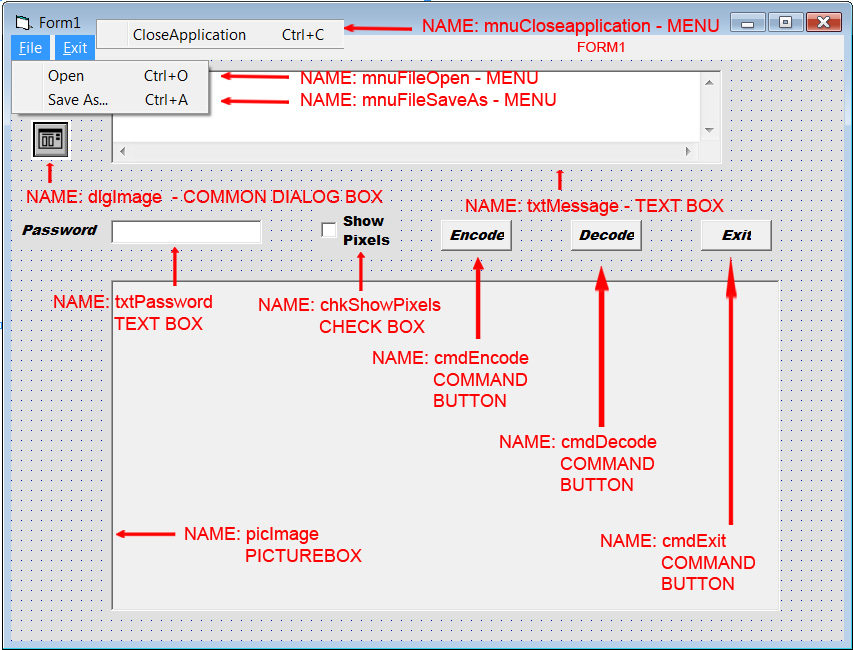 Form1
CloseApplication Ctrl+C
NAME: mnuCloseapplication - MENU
File Exit
FORM1
Open Ctrl+O
NAME: mnuFileOpen - MENU
Save As... Ctrl+A
NAME: mnuFileSaveAs - MENU
NAME: dlgImage - COMMON DIALOG BOX
NAME: txtMessage - TEXT BOX
Password
Show
Pixels
Encode
Decode
Exit
NAME: txtPassword
TEXT BOX
NAME: chkShowPixels
CHECK BOX
NAME: cmdEncode
COMMAND
BUTTON
NAME: cmdDecode
COMMAND
BUTTON
NAME: picImage
PICTUREBOX
NAME: cmdExit
COMMAND
BUTTON